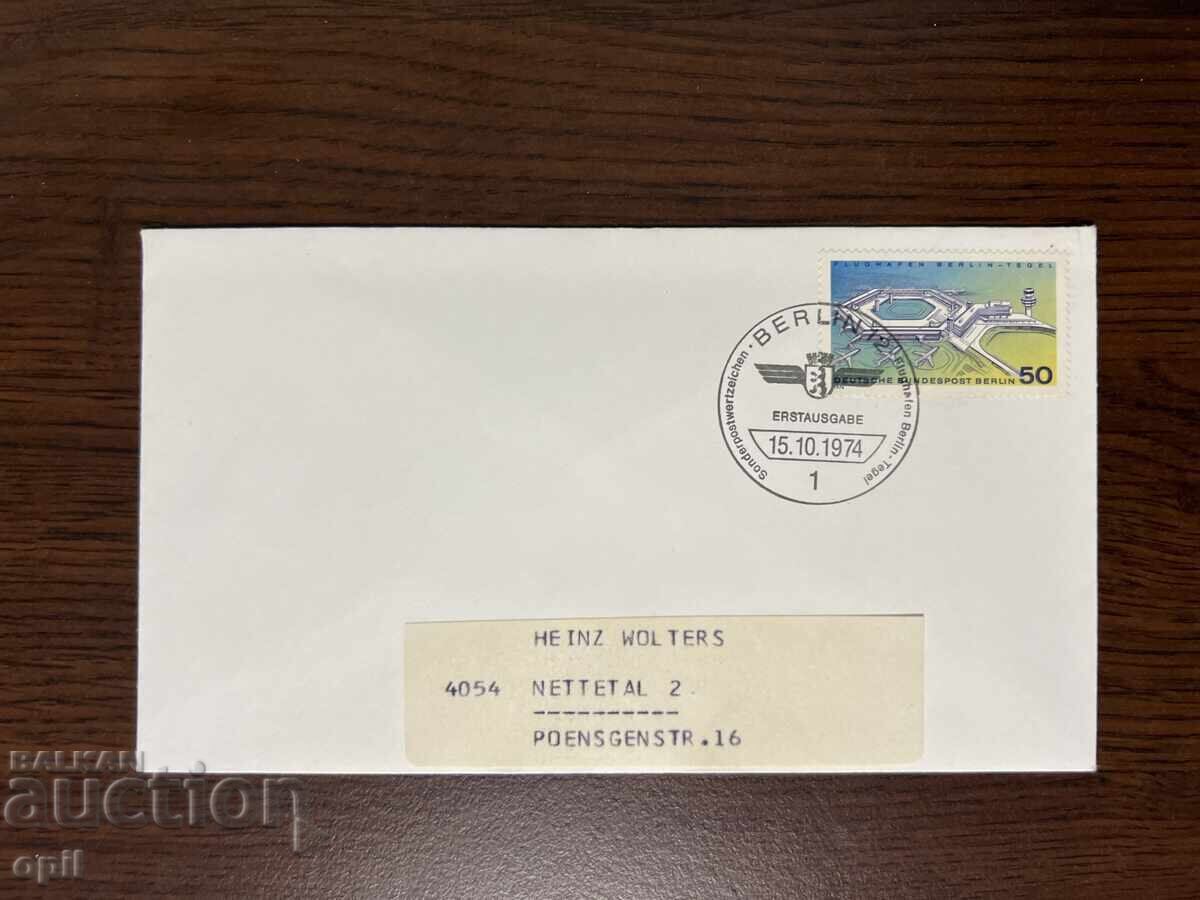 FLUGHAFEN BERLIN-TEGEL
DEUTSCHE BUNDESPOST BERLIN 50
BERLIN 12
Sonderpostwertzeichen · Flughafen Berlin-Tegel
ERSTAUSGABE
15.10.1974
1
HEINZ WOLTERS
4054 NETTETAL 2
----------
POENSGENSTR.16
BALKAN
auction
opil